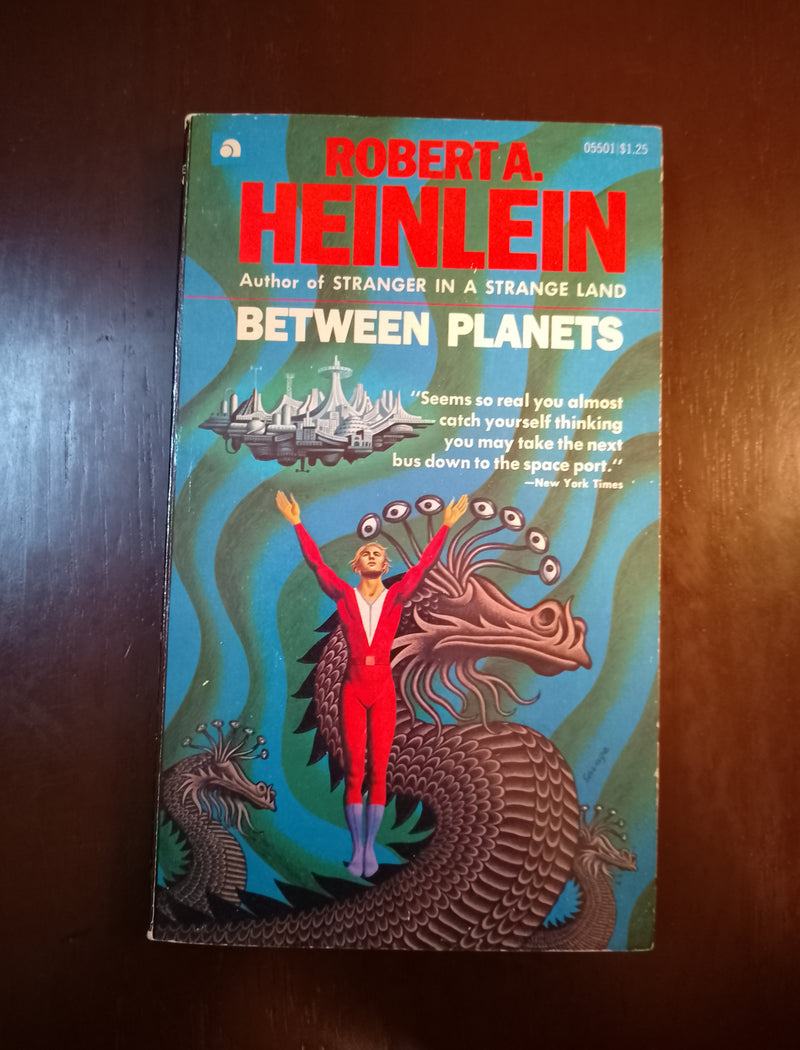 05501 $1.25
ROBERT A.
HEINLEIN
Author of STRANGER IN A STRANGE LAND
BETWEEN PLANETS
“Seems so real you almost
catch yourself thinking
you may take the next
bus down to the space port.”
—New York Times
Savage